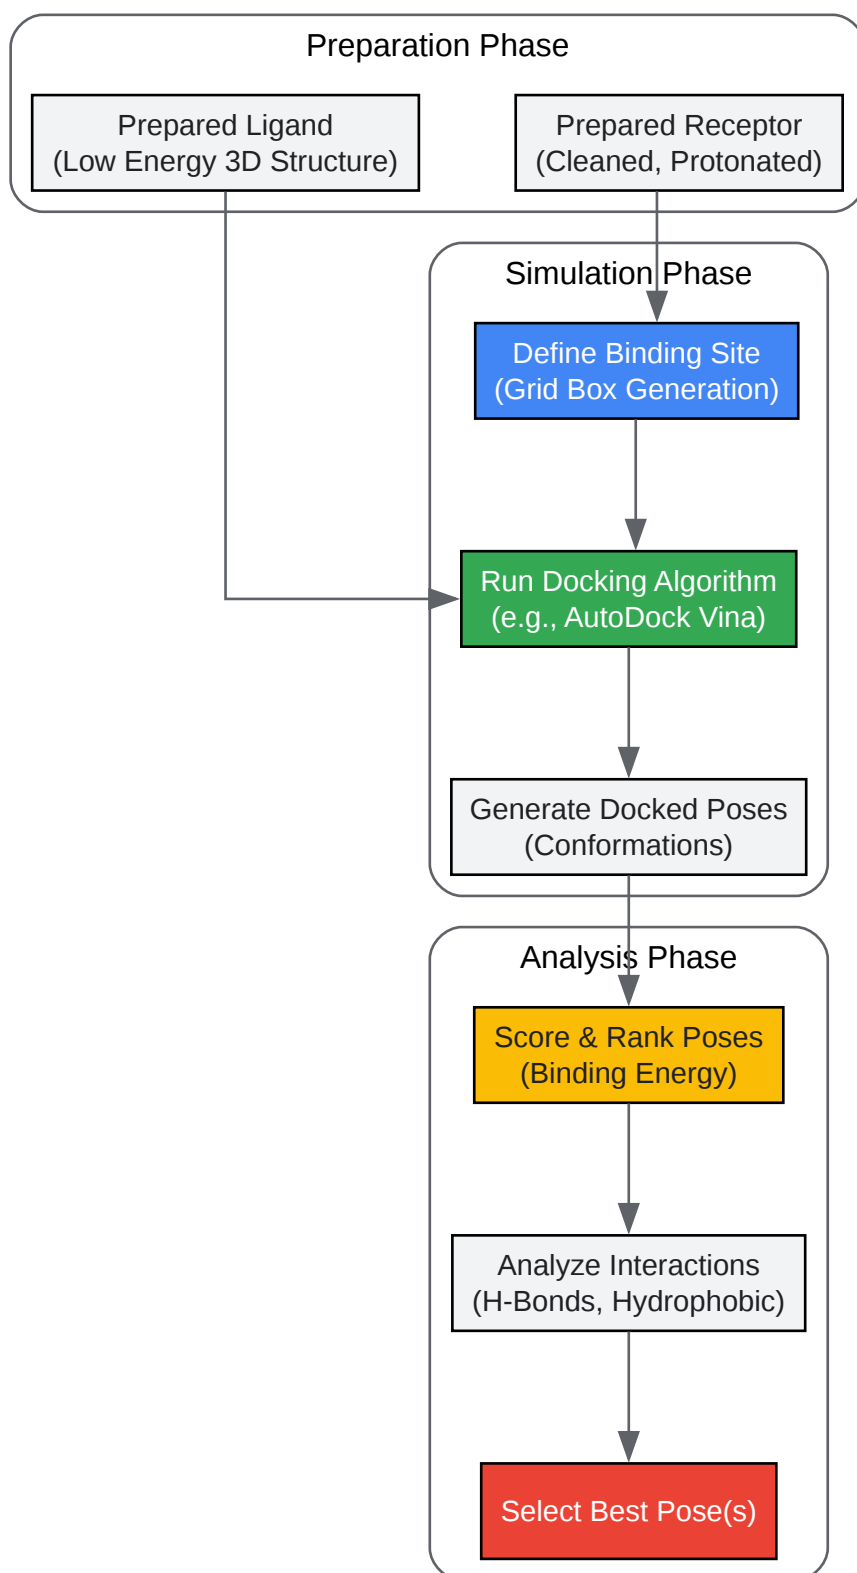 Preparation Phase
Prepared Ligand
(Low Energy 3D Structure)
Prepared Receptor
(Cleaned, Protonated)
Simulation Phase
Define Binding Site
(Grid Box Generation)
Run Docking Algorithm
(e.g., AutoDock Vina)
Generate Docked Poses
(Conformations)
Analysis Phase
Score & Rank Poses
(Binding Energy)
Analyze Interactions
(H-Bonds, Hydrophobic)
Select Best Pose(s)